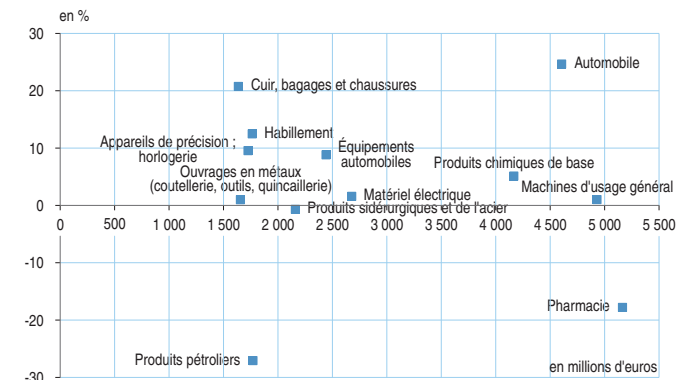 en %
30
Automobile
20
Cuir, bagages et chaussures
Habillement
10
Appareils de précision ;
horlogerie
Équipements
automobiles
Produits chimiques de base
Ouvrages en métaux
(coutellerie, outils, quincaillerie)
Matériel électrique
Machines d'usage général
0
Produits sidérurgiques et de l'acier
0 500 1 000 1 500 2 000 2 500 3 000 3 500 4 000 4 500 5 000 5 500
-10
Pharmacie
-20
Produits pétroliers
en millions d'euros
-30